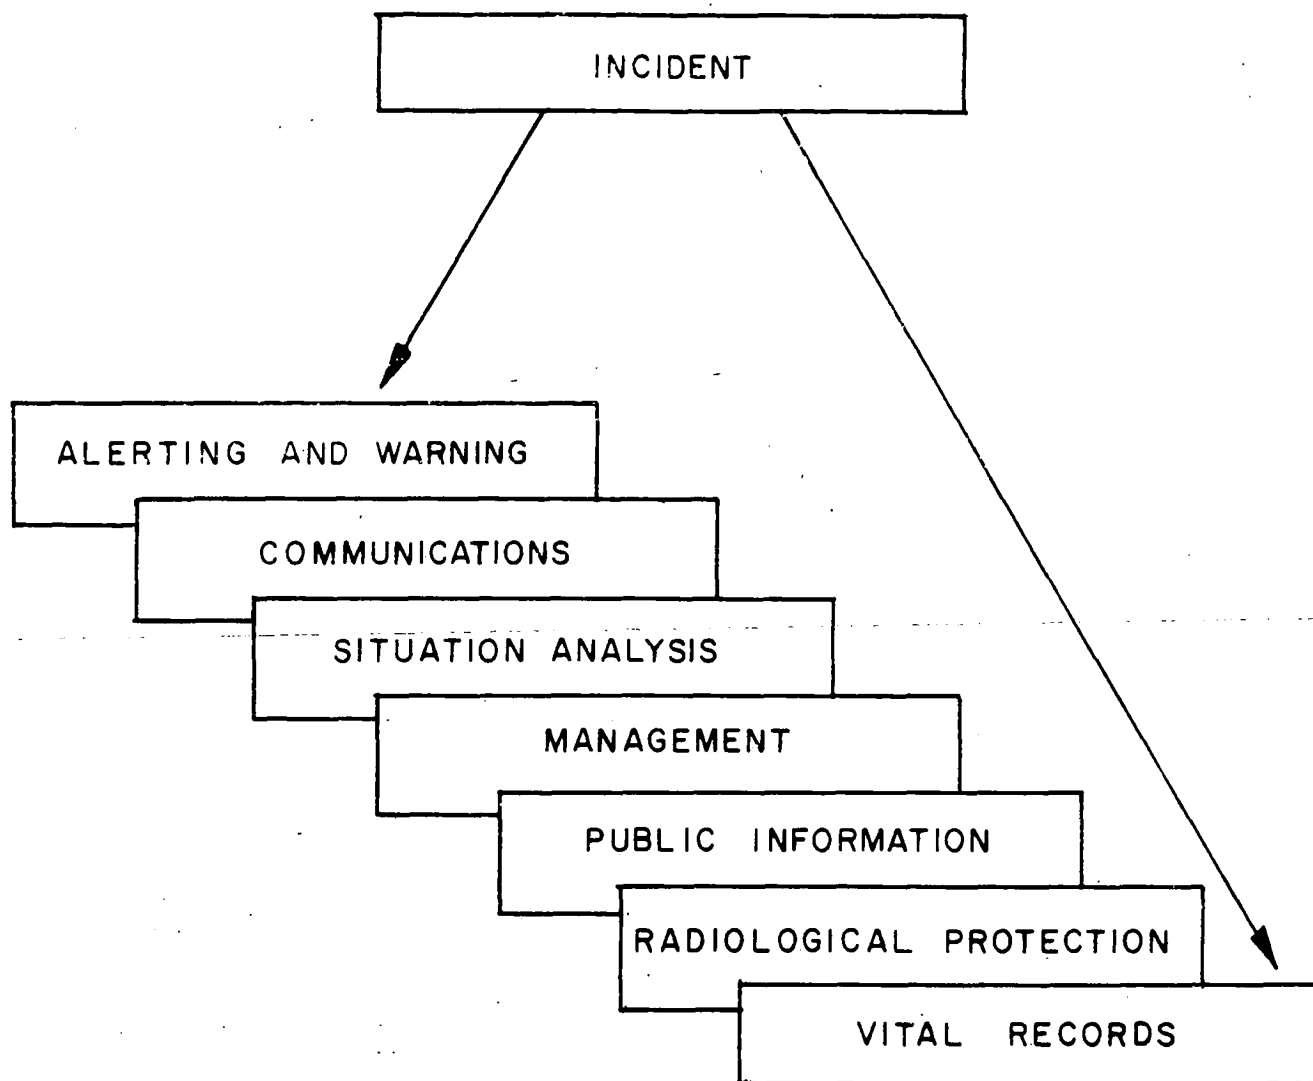 INCIDENT
ALERTING AND WARNING
COMMUNICATIONS
SITUATION ANALYSIS
MANAGEMENT
PUBLIC INFORMATION
RADIOLOGICAL PROTECTION
VITAL RECORDS